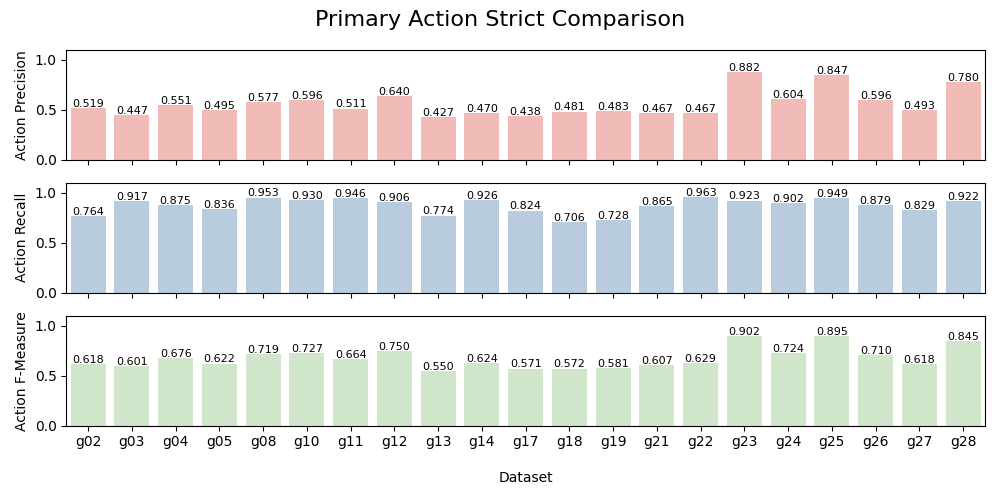 Primary Action Strict Comparison
Action Precision
1.0
0.5
0.0
0.519 0.447 0.551 0.495 0.577 0.596 0.511 0.640 0.427 0.470 0.438 0.481 0.483 0.467 0.467 0.882 0.604 0.847 0.596 0.493 0.780
Action Recall
1.0
0.5
0.0
0.764 0.917 0.875 0.836 0.953 0.930 0.946 0.906 0.774 0.926 0.824 0.706 0.728 0.865 0.963 0.923 0.902 0.949 0.879 0.829 0.922
Action F-Measure
1.0
0.5
0.0
0.618 0.601 0.676 0.622 0.719 0.727 0.664 0.750 0.550 0.624 0.571 0.572 0.581 0.607 0.629 0.902 0.724 0.895 0.710 0.618 0.845
g02 g03 g04 g05 g08 g10 g11 g12 g13 g14 g17 g18 g19 g21 g22 g23 g24 g25 g26 g27 g28
Dataset